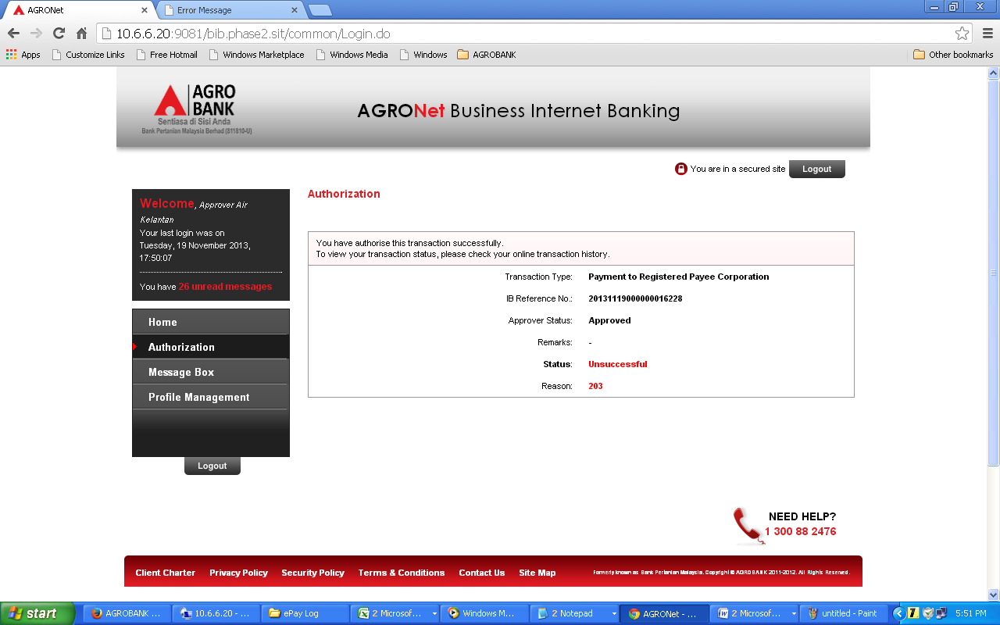 AGRONet
Error Message
10.6.6.20:9081/bib.phase2.sit/common/Login.do
Apps
Customize Links
Free Hotmail
Windows Marketplace
Windows Media
Windows
AGROBANK
Other bookmarks
AGRO
BANK
Sentiasa di Sisi Anda
Bank Pertanian Malaysia Berhad (811810-U)
AGRONet Business Internet Banking
You are in a secured site
Logout
Welcome, Approver Air
Kelantan
Your last login was on
Tuesday, 19 November 2013,
17:50:07
You have 26 unread messages
Home
Authorization
Message Box
Profile Management
Logout
Authorization
You have authorise this transaction successfully.
To view your transaction status, please check your online transaction history.
Transaction Type: Payment to Registered Payee Corporation
IB Reference No.: 20131119000000016228
Approver Status: Approved
Remarks: -
Status: Unsuccessful
Reason: 203
NEED HELP?
1 300 88 2476
Client Charter
Privacy Policy
Security Policy
Terms & Conditions
Contact Us
Site Map
Formerly known as Bank Pertanian Malaysia. Copyright © AGROBANK 2011-2012. All Rights Reserved.
start
AGROBANK ...
10.6.6.20 - ...
ePay Log
2 Microsof...
Windows M...
2 Notepad
AGRONet - ...
2 Microsof...
untitled - Paint
5:51 PM